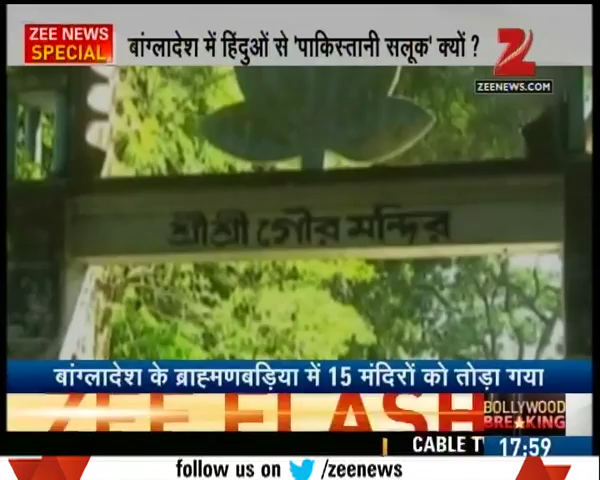 ZEE NEWS
SPECIAL
बांग्लादेश में हिंदुओं से 'पाकिस्तानी सलूक' क्यों ?
ZEENEWS.COM
শ্রীশ্রী গৌর মন্দির
बांग्लादेश के ब्राह्मणबड़िया में 15 मंदिरों को तोड़ा गया
ZEE FLASH
BOLLYWOOD
BREAKING
CABLE TV
17:59
follow us on /zeenews